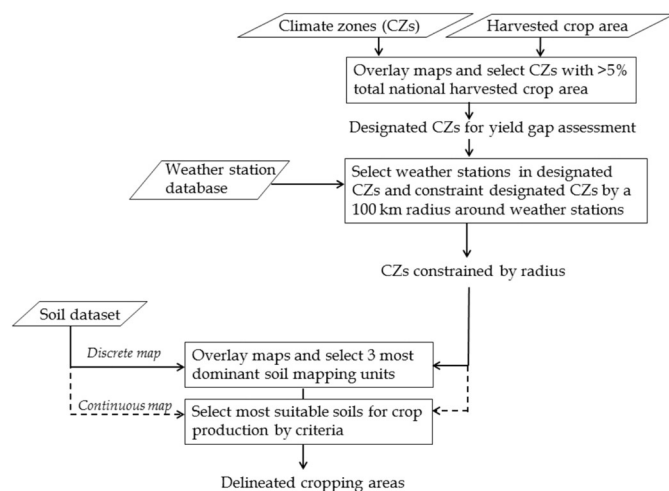 Climate zones (CZs)
Harvested crop area
Overlay maps and select CZs with >5%
total national harvested crop area
Designated CZs for yield gap assessment
Weather station
database
Select weather stations in designated
CZs and constraint designated CZs by a
100 km radius around weather stations
CZs constrained by radius
Soil dataset
Discrete map
Overlay maps and select 3 most
dominant soil mapping units
Continuous map
Select most suitable soils for crop
production by criteria
Delineated cropping areas